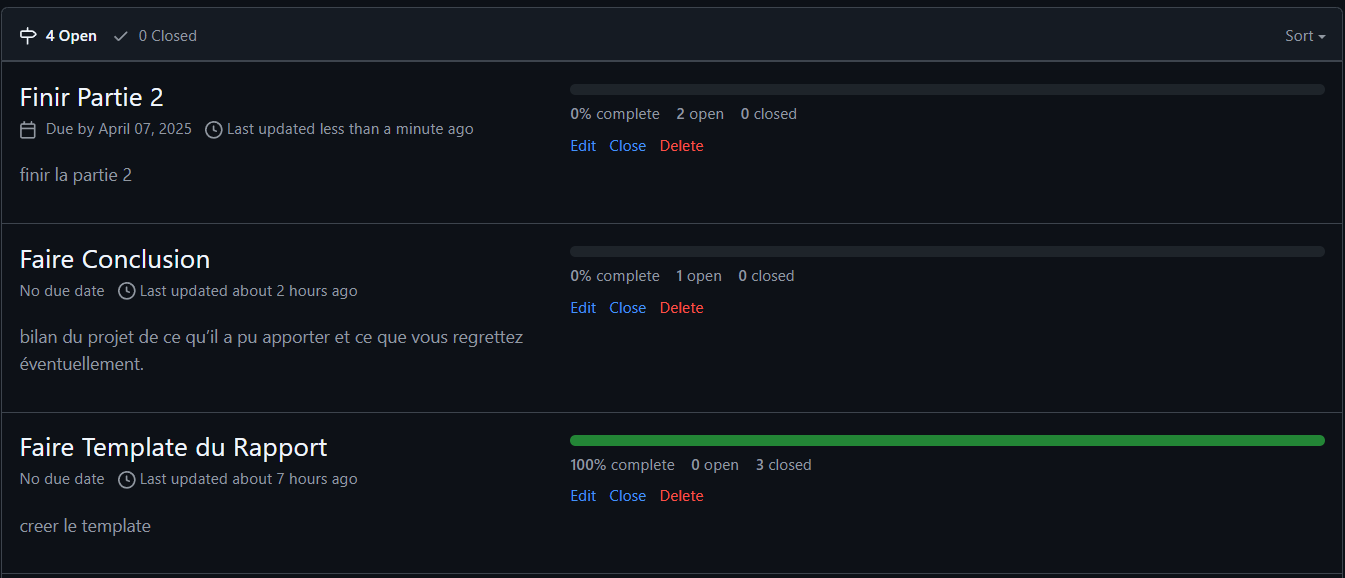 4 Open 0 Closed Sort
Finir Partie 2
Due by April 07, 2025 Last updated less than a minute ago
finir la partie 2
0% complete 2 open 0 closed
Edit Close Delete
Faire Conclusion
No due date Last updated about 2 hours ago
bilan du projet de ce qu’il a pu apporter et ce que vous regrettez
éventuellement.
0% complete 1 open 0 closed
Edit Close Delete
Faire Template du Rapport
No due date Last updated about 7 hours ago
creer le template
100% complete 0 open 3 closed
Edit Close Delete